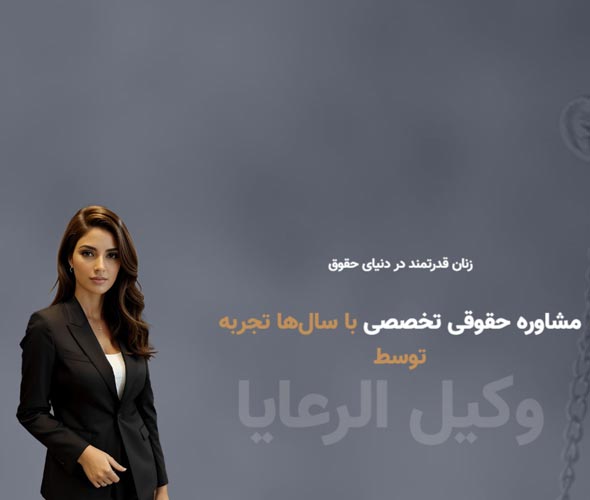 زنان قدرتمند در دنیای حقوق
مشاوره حقوقی تخصصی با سال‌ها تجربه
توسط
وکیل الرعایا